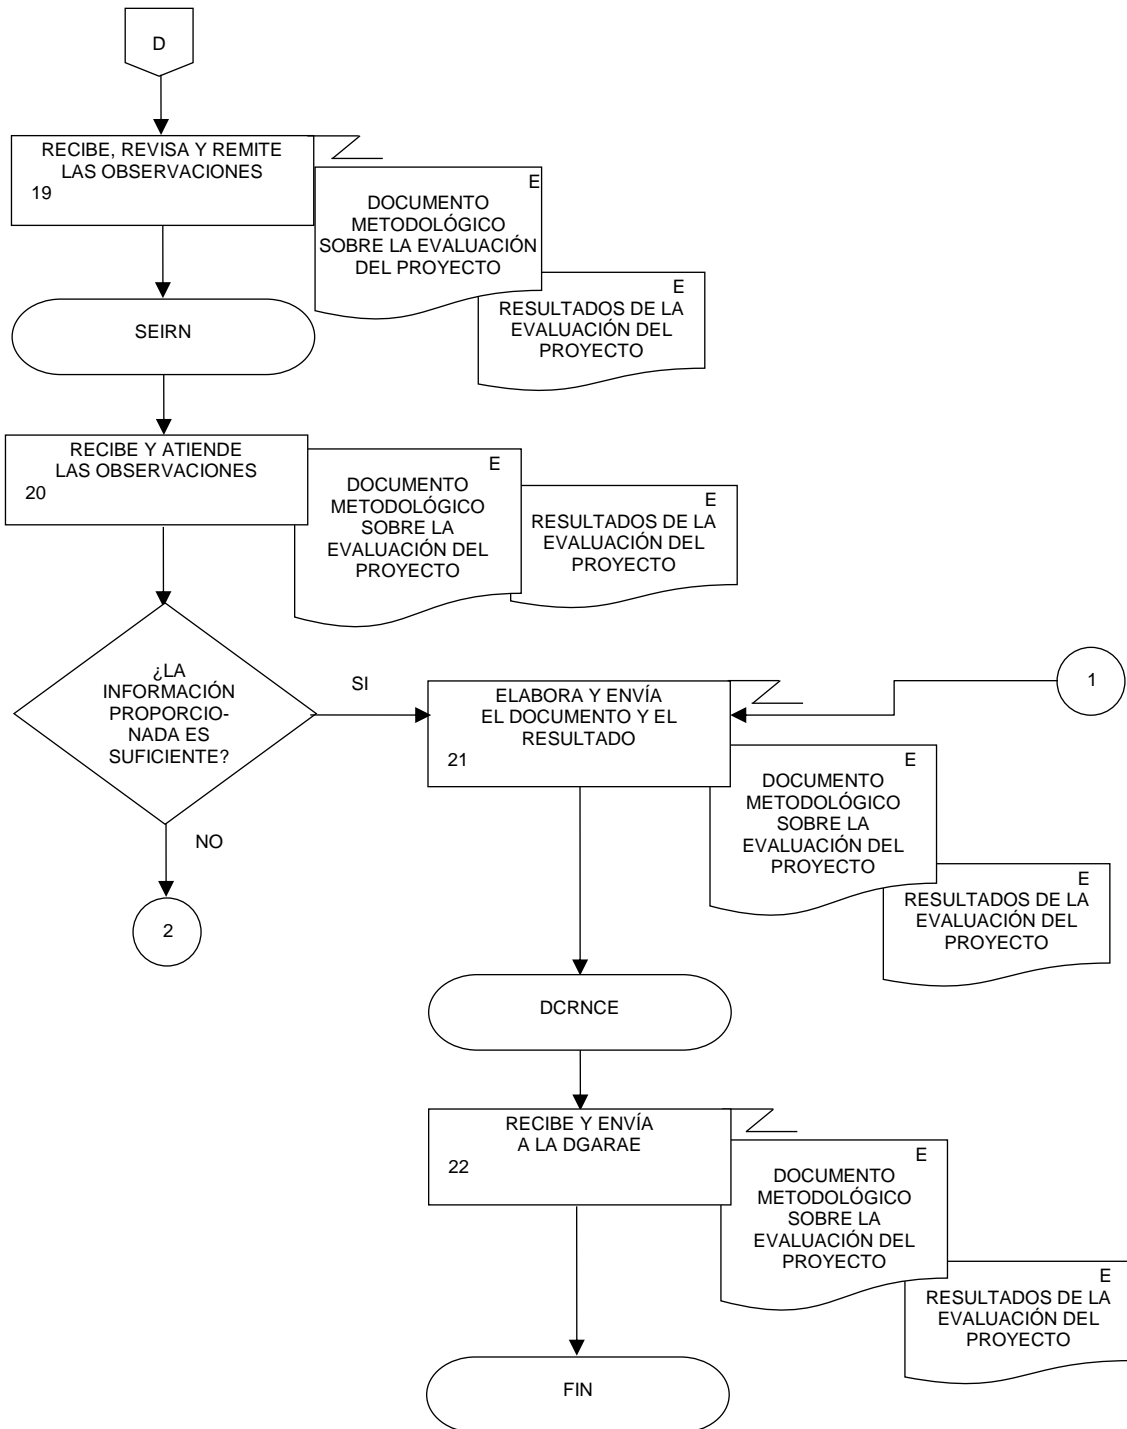 D
RECIBE, REVISA Y REMITE
LAS OBSERVACIONES
19
E
DOCUMENTO
METODOLÓGICO
SOBRE LA EVALUACIÓN
DEL PROYECTO
E
RESULTADOS DE LA
EVALUACIÓN DEL
PROYECTO
SEIRN
RECIBE Y ATIENDE
LAS OBSERVACIONES
20
E
DOCUMENTO
METODOLÓGICO
SOBRE LA
EVALUACIÓN DEL
PROYECTO
E
RESULTADOS DE LA
EVALUACIÓN DEL
PROYECTO
¿LA
INFORMACIÓN
PROPORCIO-
NADA ES
SUFICIENTE?
SI
NO
2
1
ELABORA Y ENVÍA
EL DOCUMENTO Y EL
RESULTADO
21
E
DOCUMENTO
METODOLÓGICO
SOBRE LA
EVALUACIÓN DEL
PROYECTO
E
RESULTADOS DE LA
EVALUACIÓN DEL
PROYECTO
DCRNCE
RECIBE Y ENVÍA
A LA DGARAE
22
E
DOCUMENTO
METODOLÓGICO
SOBRE LA
EVALUACIÓN DEL
PROYECTO
E
RESULTADOS DE LA
EVALUACIÓN DEL
PROYECTO
FIN